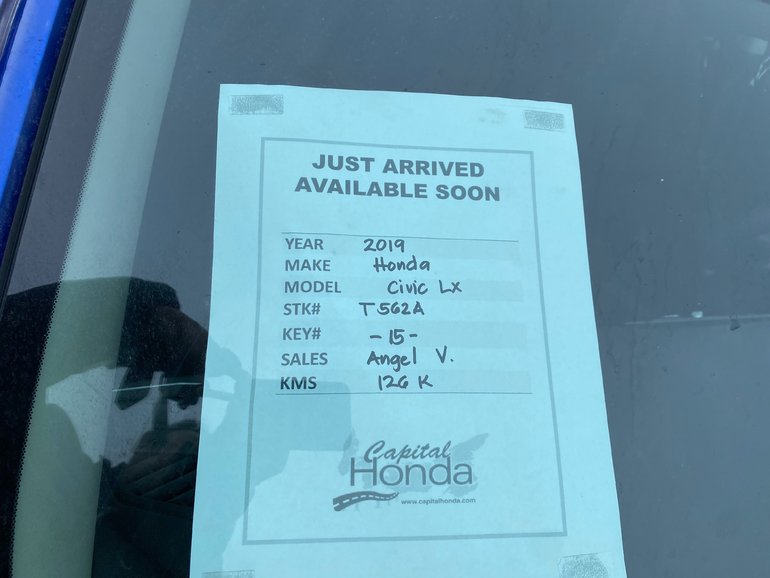 JUST ARRIVED
AVAILABLE SOON
YEAR 2019
MAKE Honda
MODEL Civic Lx
STK# T562A
KEY# -15-
SALES Angel V.
KMS 126 K
Capital
Honda
www.capitalhonda.com